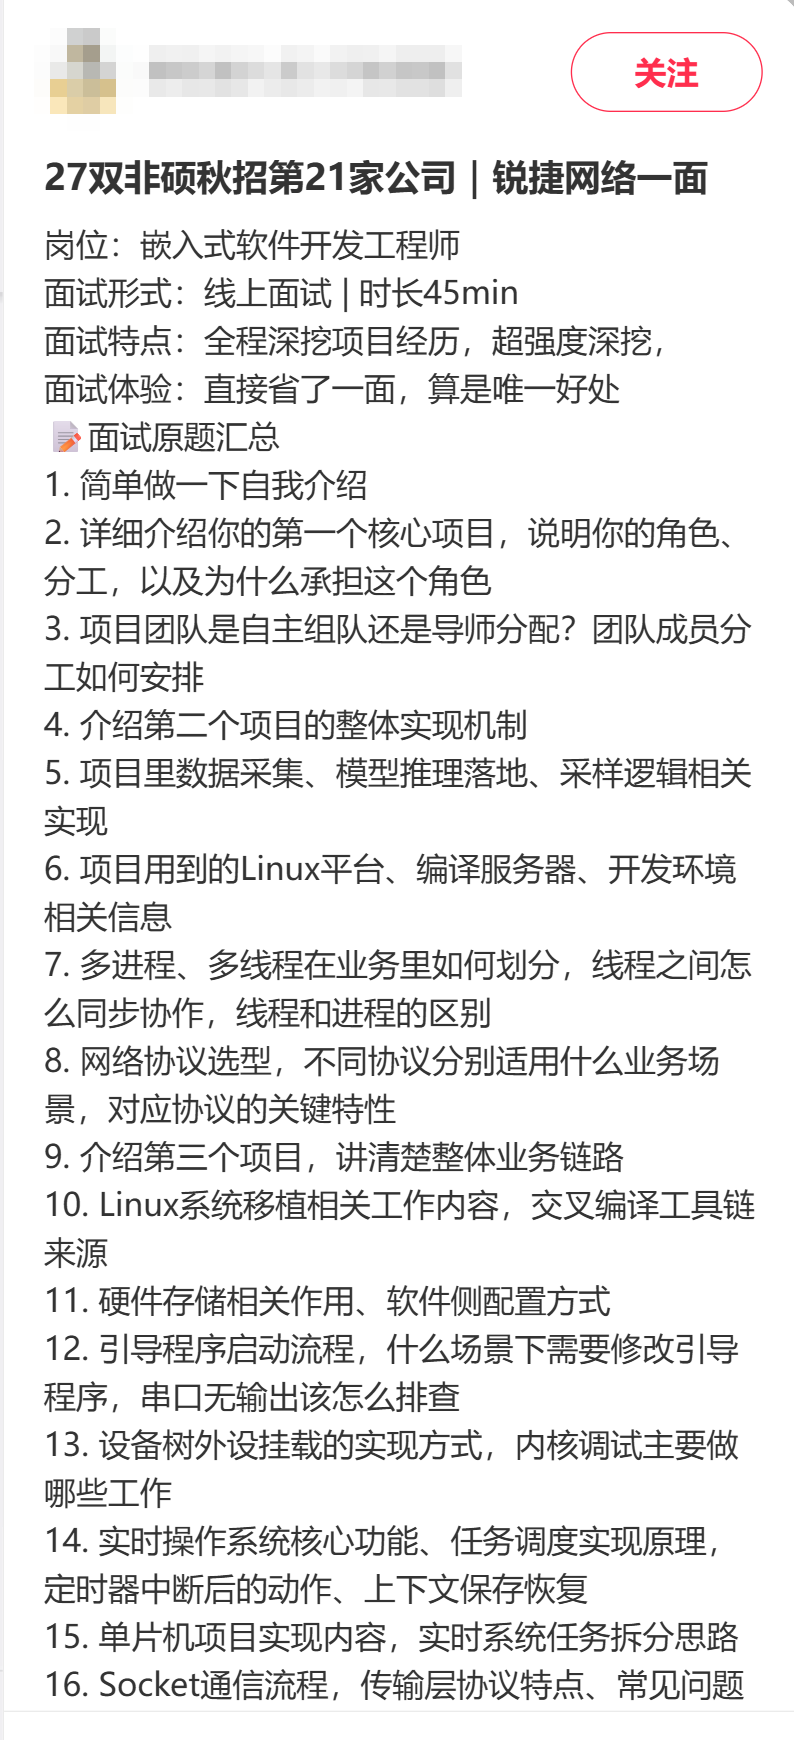 关注
27双非硕秋招第21家公司 | 锐捷网络一面
岗位：嵌入式软件开发工程师
面试形式：线上面试 | 时长45min
面试特点：全程深挖项目经历，超强度深挖，
面试体验：直接省了一面，算是唯一好处
📝面试原题汇总
1. 简单做一下自我介绍
2. 详细介绍你的第一个核心项目，说明你的角色、
分工，以及为什么承担这个角色
3. 项目团队是自主组队还是导师分配？团队成员分
工如何安排
4. 介绍第二个项目的整体实现机制
5. 项目里数据采集、模型推理落地、采样逻辑相关
实现
6. 项目用到的Linux平台、编译服务器、开发环境
相关信息
7. 多进程、多线程在业务里如何划分，线程之间怎
么同步协作，线程和进程的区别
8. 网络协议选型，不同协议分别适用什么业务场
景，对应协议的关键特性
9. 介绍第三个项目，讲清楚整体业务链路
10. Linux系统移植相关工作内容，交叉编译工具链
来源
11. 硬件存储相关作用、软件侧配置方式
12. 引导程序启动流程，什么场景下需要修改引导
程序，串口无输出该怎么排查
13. 设备树外设挂载的实现方式，内核调试主要做
哪些工作
14. 实时操作系统核心功能、任务调度实现原理，
定时器中断后的动作、上下文保存恢复
15. 单片机项目实现内容，实时系统任务拆分思路
16. Socket通信流程，传输层协议特点、常见问题